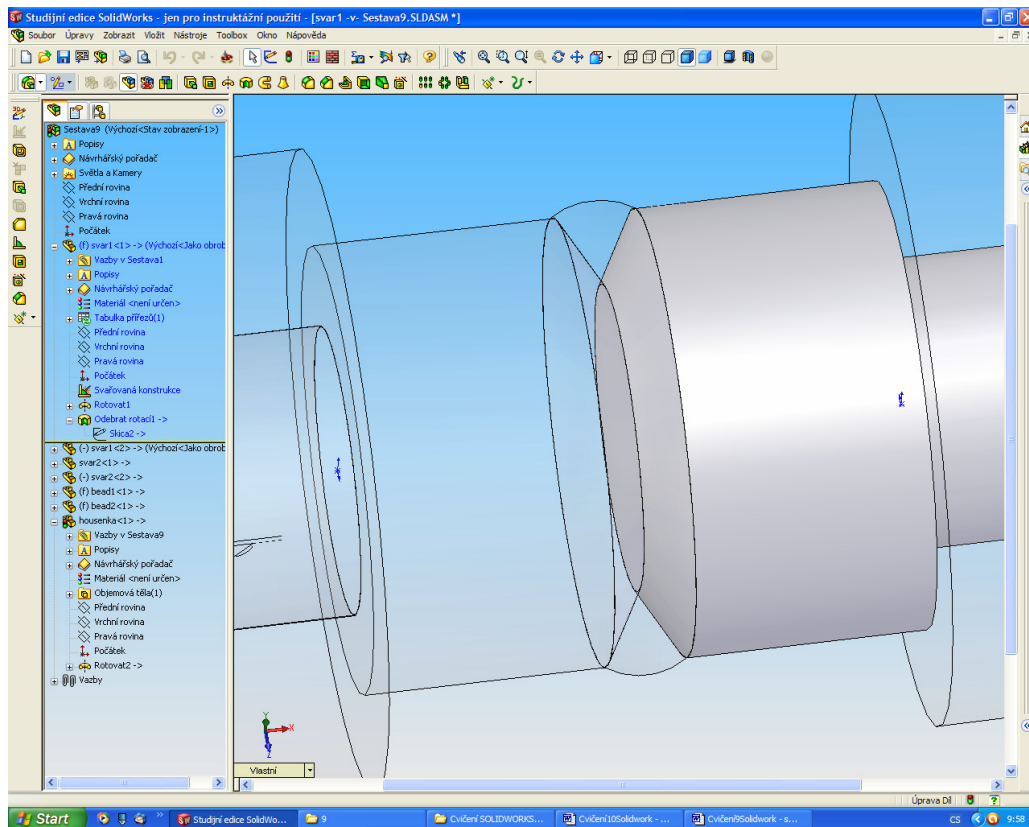 Studijní edice SolidWorks - jen pro instruktážní použití - [svar1 -v- Sestava9.SLDASM *]
Soubor Úpravy Zobrazit Vložit Nástroje Toolbox Okno Nápověda
Sestava9 (Výchozí<Stav zobrazení-1>)
Popisy
Návrhářský pořadač
Světla a Kamery
Přední rovina
Vrchní rovina
Pravá rovina
Počátek
(f) svar1<1> -> (Výchozí<Jako obrob
Vazby v Sestava1
Popisy
Návrhářský pořadač
Materiál <není určen>
Tabulka přířezů(1)
Přední rovina
Vrchní rovina
Pravá rovina
Počátek
Svařovaná konstrukce
Rotovat1
Odebrat rotací1 ->
Skica2 ->
(-) svar1<2> -> (Výchozí<Jako obrob
svar2<1> ->
(-) svar2<2> ->
(f) bead1<1> ->
(f) bead2<1> ->
housenka<1> ->
Vazby v Sestava9
Popisy
Návrhářský pořadač
Materiál <není určen>
Objemová těla(1)
Přední rovina
Vrchní rovina
Pravá rovina
Počátek
Rotovat2 ->
Vazby
Y
X
Z
Vlastní
Úprava Díl
Start
Studijní edice SolidWo...
9
Cvičení SOLIDWORKS...
Cvičení10Solidwork - ...
Cvičení9Solidwork - s...
CS
9:58